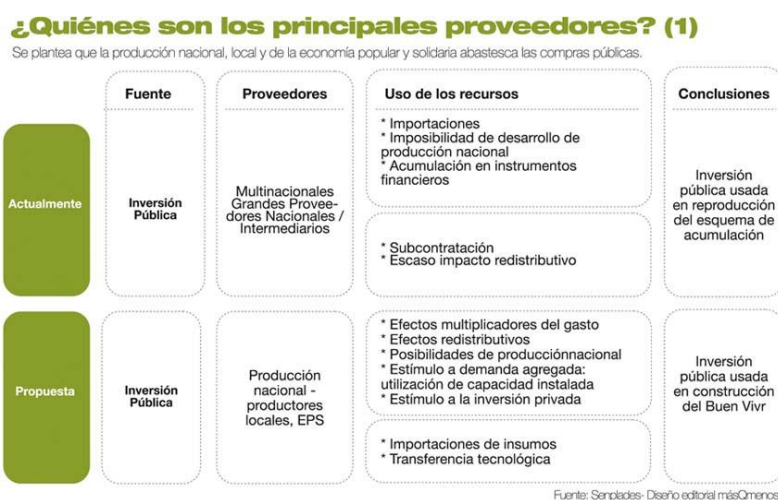 ¿Quiénes son los principales proveedores? (1)
Se plantea que la producción nacional, local y de la economía popular y solidaria abastesca las compras públicas.
Fuente
Proveedores
Uso de los recursos
Conclusiones
Actualmente
Inversión
Pública
Multinacionales
Grandes Provee-
dores Nacionales /
Intermediarios
* Importaciones
* Imposibilidad de desarrollo de
producción nacional
* Acumulación en instrumentos
financieros
* Subcontratación
* Escaso impacto redistributivo
Inversión
pública usada
en reproducción
del esquema de
acumulación
Propuesta
Inversión
Pública
Producción
nacional -
productores
locales, EPS
* Efectos multiplicadores del gasto
* Efectos redistributivos
* Posibilidades de producciónnacional
* Estímulo a demanda agregada:
utilización de capacidad instalada
* Estímulo a la inversión privada
* Importaciones de insumos
* Transferencia tecnológica
Inversión
pública usada
en construcción
del Buen Vivr
Fuente: Senplades- Diseño editorial másQmenos